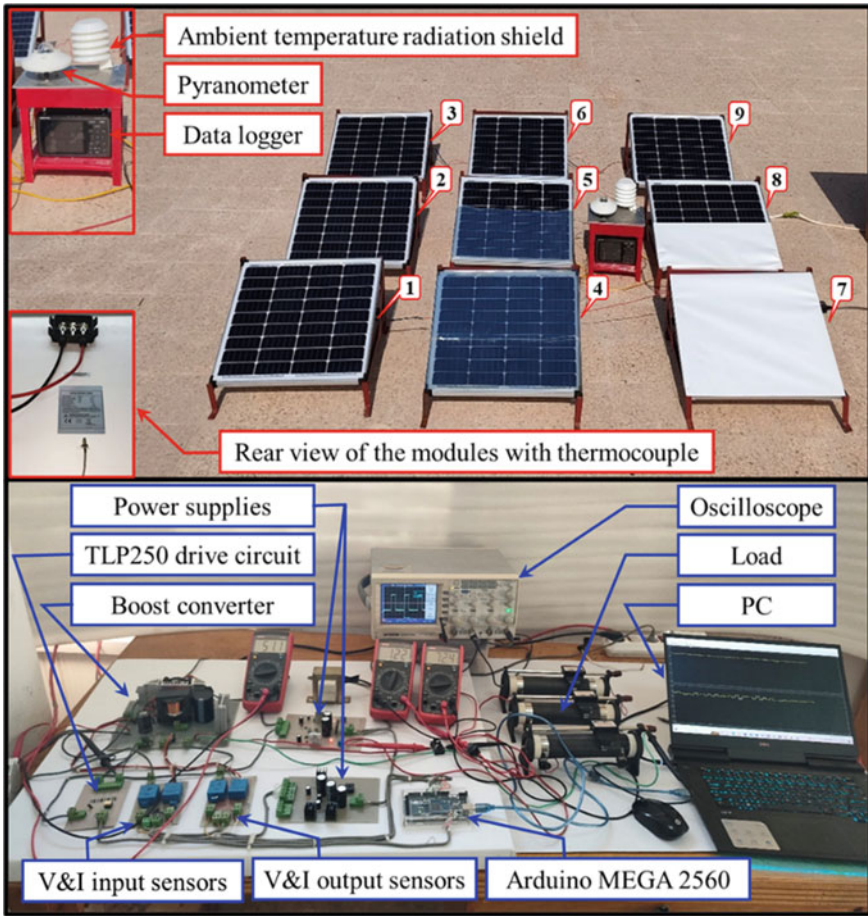 Ambient temperature radiation shield
Pyranometer
Data logger
3
6
9
2
5
8
1
4
7
Rear view of the modules with thermocouple
Power supplies
TLP250 drive circuit
Boost converter
Oscilloscope
Load
PC
V&I input sensors
V&I output sensors
Arduino MEGA 2560